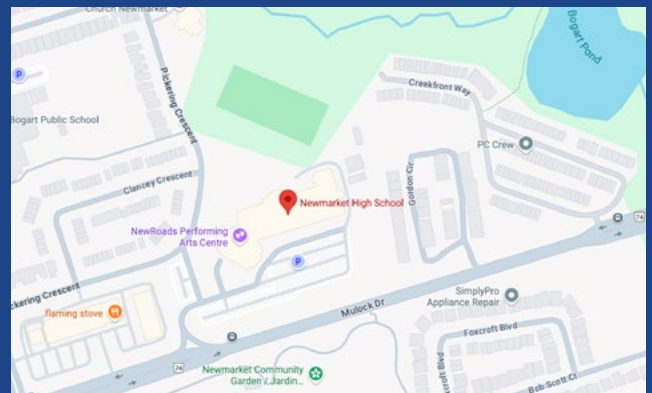 Church Newmarket
P
Bogart Public School
Pickering Crescent
Clancey Crescent
NewRoads Performing
Arts Centre
Newmarket High School
P
Pickering Crescent
flaming stove
74
Mulock Dr
Newmarket Community
Garden / Jardin...
Bogart Pond
Creekfront Way
PC Crew
Gordon Cir
74
SimplyPro
Appliance Repair
Foxcroft Blvd
Bob Scott Ct